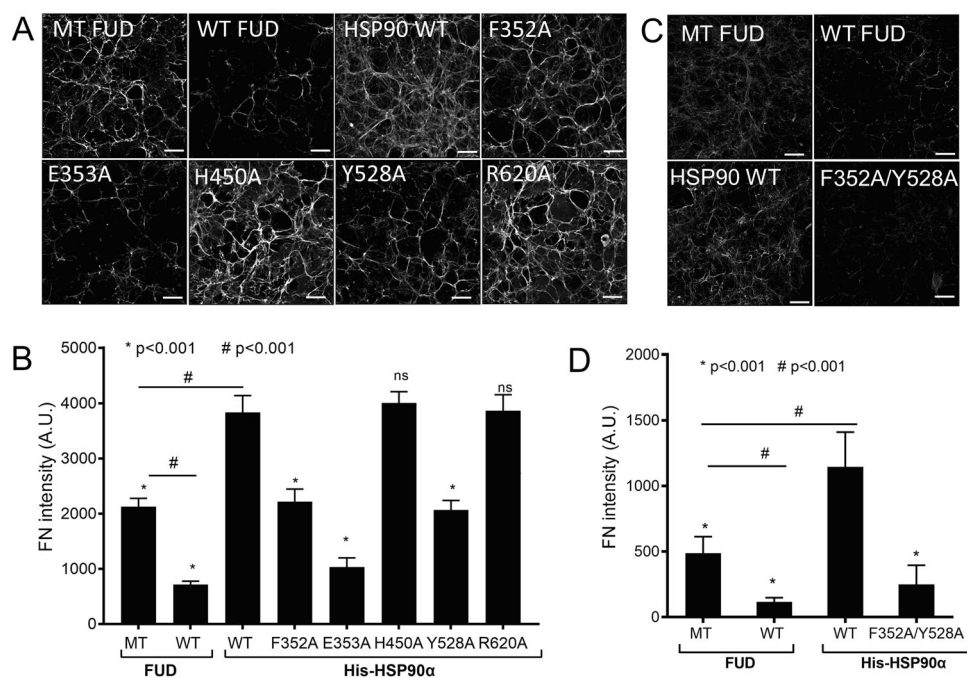 A
MT FUD
WT FUD
HSP90 WT
F352A
E353A
H450A
Y528A
R620A
C
MT FUD
WT FUD
HSP90 WT
F352A/Y528A
B
* p<0.001 # p<0.001
FN intensity (A.U.)
5000
4000
3000
2000
1000
0
#
#
*
*
*
*
ns
*
ns
MT WT WT F352A E353A H450A Y528A R620A
FUD His-HSP90α
D
* p<0.001 # p<0.001
FN intensity (A.U.)
2000
1500
1000
500
0
#
#
*
*
*
MT WT WT F352A/Y528A
FUD His-HSP90α